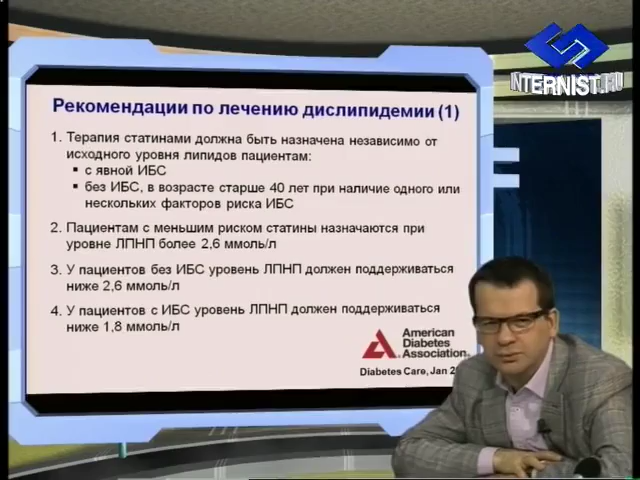 INTERNIST.RU
Рекомендации по лечению дислипидемии (1)
1. Терапия статинами должна быть назначена независимо от
исходного уровня липидов пациентам:
▪ с явной ИБС
▪ без ИБС, в возрасте старше 40 лет при наличие одного или
нескольких факторов риска ИБС
2. Пациентам с меньшим риском статины назначаются при
уровне ЛПНП более 2,6 ммоль/л
3. У пациентов без ИБС уровень ЛПНП должен поддерживаться
ниже 2,6 ммоль/л
4. У пациентов с ИБС уровень ЛПНП должен поддерживаться
ниже 1,8 ммоль/л
American
Diabetes
Association.
Diabetes Care, Jan